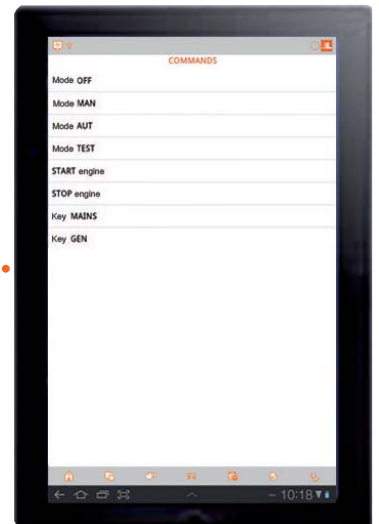 COMMANDS
Mode OFF
Mode MAN
Mode AUT
Mode TEST
START engine
STOP engine
Key MAINS
Key GEN
10:18